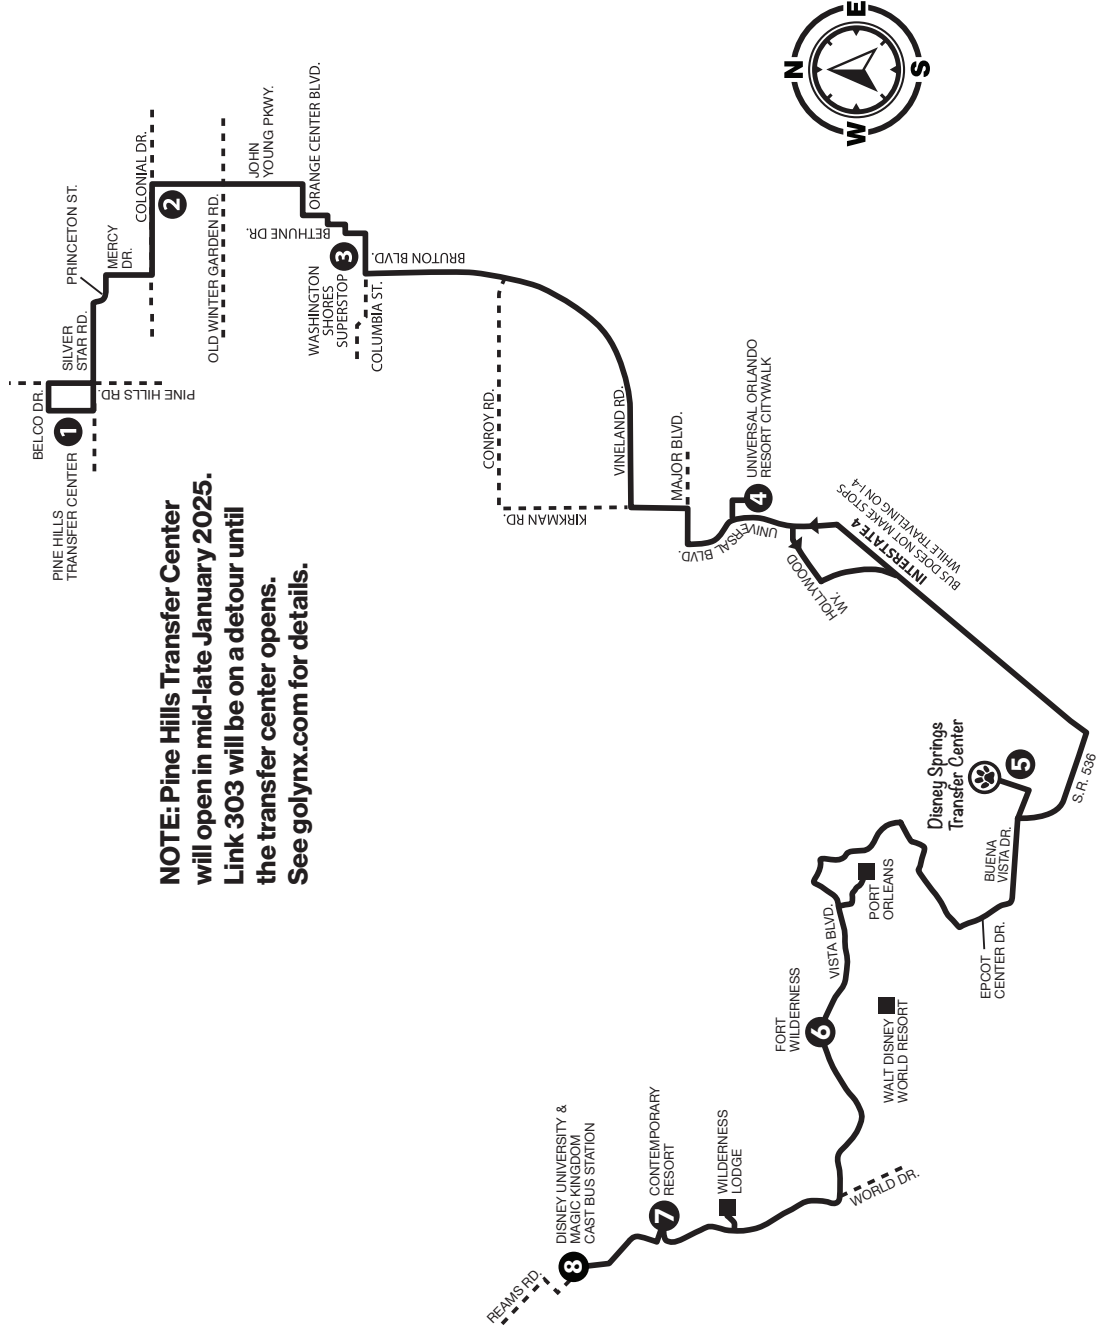 NOTE: Pine Hills Transfer Center
will open in mid-late January 2025.
Link 303 will be on a detour until
the transfer center opens.
See golynx.com for details.
BELCO DR.
PINE HILLS
TRANSFER CENTER
1
SILVER
STAR RD.
PINE HILLS RD.
PRINCETON ST.
MERCY
DR.
COLONIAL DR.
2
OLD WINTER GARDEN RD.
JOHN
YOUNG PKWY.
ORANGE CENTER BLVD.
BETHUNE DR.
WASHINGTON
SHORES
SUPERSTOP
3
COLUMBIA ST.
BRUTON BLVD.
CONROY RD.
KIRKMAN RD.
VINELAND RD.
MAJOR BLVD.
UNIVERSAL BLVD.
4
UNIVERSAL ORLANDO
RESORT CITYWALK
HOLLYWOOD
WY.
INTERSTATE 4
BUS DOES NOT MAKE STOPS
WHILE TRAVELING ON I-4
S.R. 536
Disney Springs
Transfer Center
5
BUENA
VISTA DR.
EPCOT
CENTER DR.
PORT
ORLEANS
VISTA BLVD.
FORT
WILDERNESS
6
WALT DISNEY
WORLD RESORT
WORLD DR.
WILDERNESS
LODGE
CONTEMPORARY
RESORT
7
DISNEY UNIVERSITY &
MAGIC KINGDOM
CAST BUS STATION
8
REAMS RD.
N
E
S
W